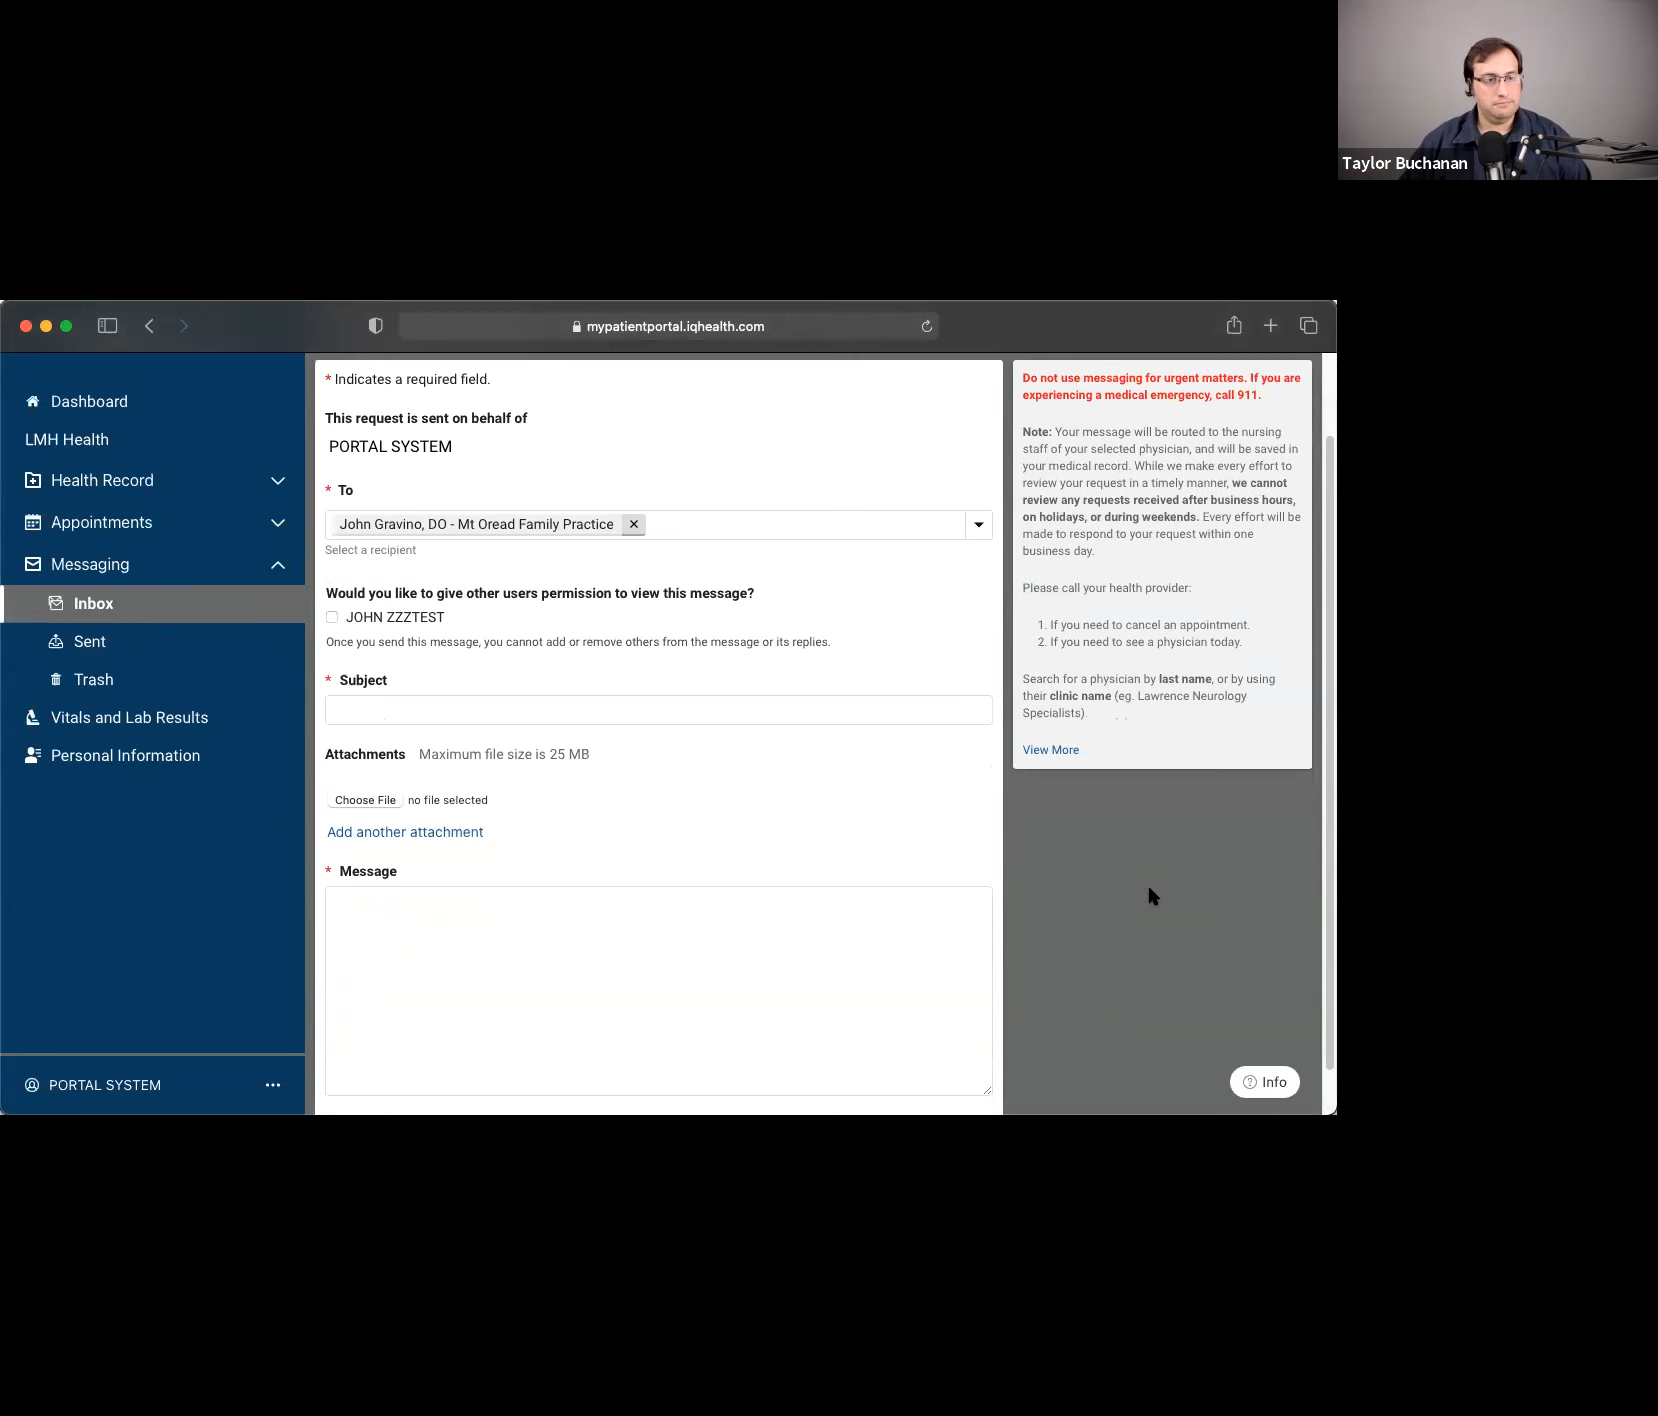 Taylor Buchanan
mypatientportal.iqhealth.com
Dashboard
LMH Health
Health Record
Appointments
Messaging
Inbox
Sent
Trash
Vitals and Lab Results
Personal Information
PORTAL SYSTEM
* Indicates a required field.
This request is sent on behalf of
PORTAL SYSTEM
* To
John Gravino, DO - Mt Oread Family Practice
Select a recipient
Would you like to give other users permission to view this message?
JOHN ZZZTEST
Once you send this message, you cannot add or remove others from the message or its replies.
* Subject
Attachments Maximum file size is 25 MB
Choose File no file selected
Add another attachment
* Message
Do not use messaging for urgent matters. If you are
experiencing a medical emergency, call 911.
Note: Your message will be routed to the nursing
staff of your selected physician, and will be saved in
your medical record. While we make every effort to
review your request in a timely manner, we cannot
review any requests received after business hours,
on holidays, or during weekends. Every effort will be
made to respond to your request within one
business day.
Please call your health provider:
1. If you need to cancel an appointment.
2. If you need to see a physician today.
Search for a physician by last name, or by using
their clinic name (eg. Lawrence Neurology
Specialists).
View More
Info